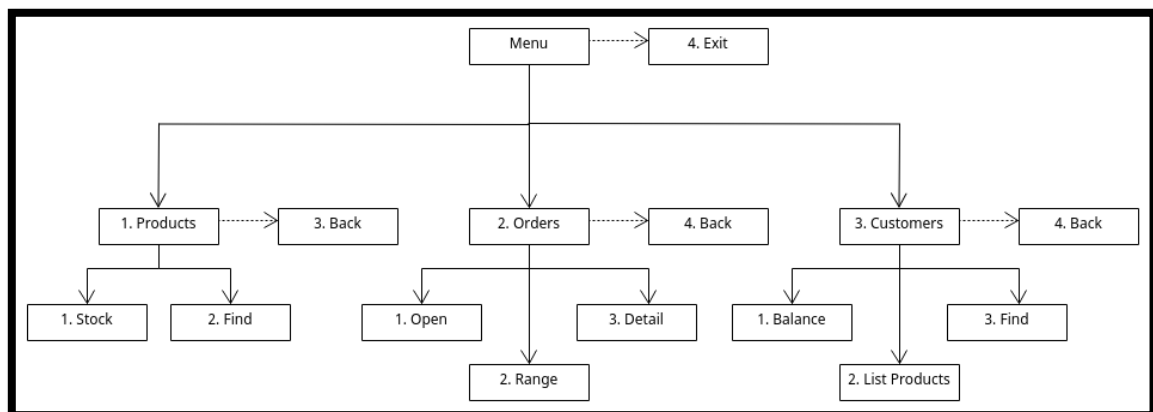 Menu
4. Exit
1. Products
3. Back
2. Orders
4. Back
3. Customers
4. Back
1. Stock
2. Find
1. Open
3. Detail
1. Balance
3. Find
2. Range
2. List Products